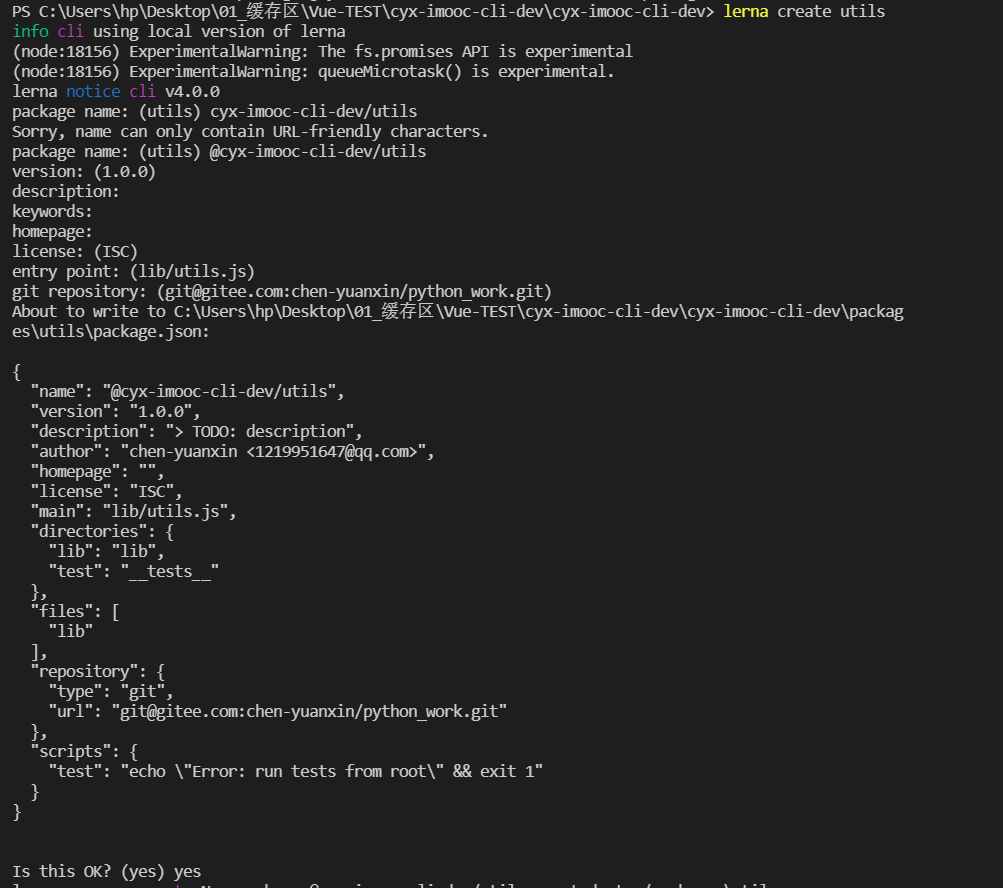 PS C:\Users\hp\Desktop\01_缓存区\Vue-TEST\cyx-imooc-cli-dev\cyx-imooc-cli-dev> lerna create utils
info cli using local version of lerna
(node:18156) ExperimentalWarning: The fs.promises API is experimental
(node:18156) ExperimentalWarning: queueMicrotask() is experimental.
lerna notice cli v4.0.0
package name: (utils) cyx-imooc-cli-dev/utils
Sorry, name can only contain URL-friendly characters.
package name: (utils) @cyx-imooc-cli-dev/utils
version: (1.0.0)
description:
keywords:
homepage:
license: (ISC)
entry point: (lib/utils.js)
git repository: (git@gitee.com:chen-yuanxin/python_work.git)
About to write to C:\Users\hp\Desktop\01_缓存区\Vue-TEST\cyx-imooc-cli-dev\cyx-imooc-cli-dev\packag
es\utils\package.json:

{
  "name": "@cyx-imooc-cli-dev/utils",
  "version": "1.0.0",
  "description": "> TODO: description",
  "author": "chen-yuanxin <1219951647@qq.com>",
  "homepage": "",
  "license": "ISC",
  "main": "lib/utils.js",
  "directories": {
    "lib": "lib",
    "test": "__tests__"
  },
  "files": [
    "lib"
  ],
  "repository": {
    "type": "git",
    "url": "git@gitee.com:chen-yuanxin/python_work.git"
  },
  "scripts": {
    "test": "echo \"Error: run tests from root\" && exit 1"
  }
}

Is this OK? (yes) yes